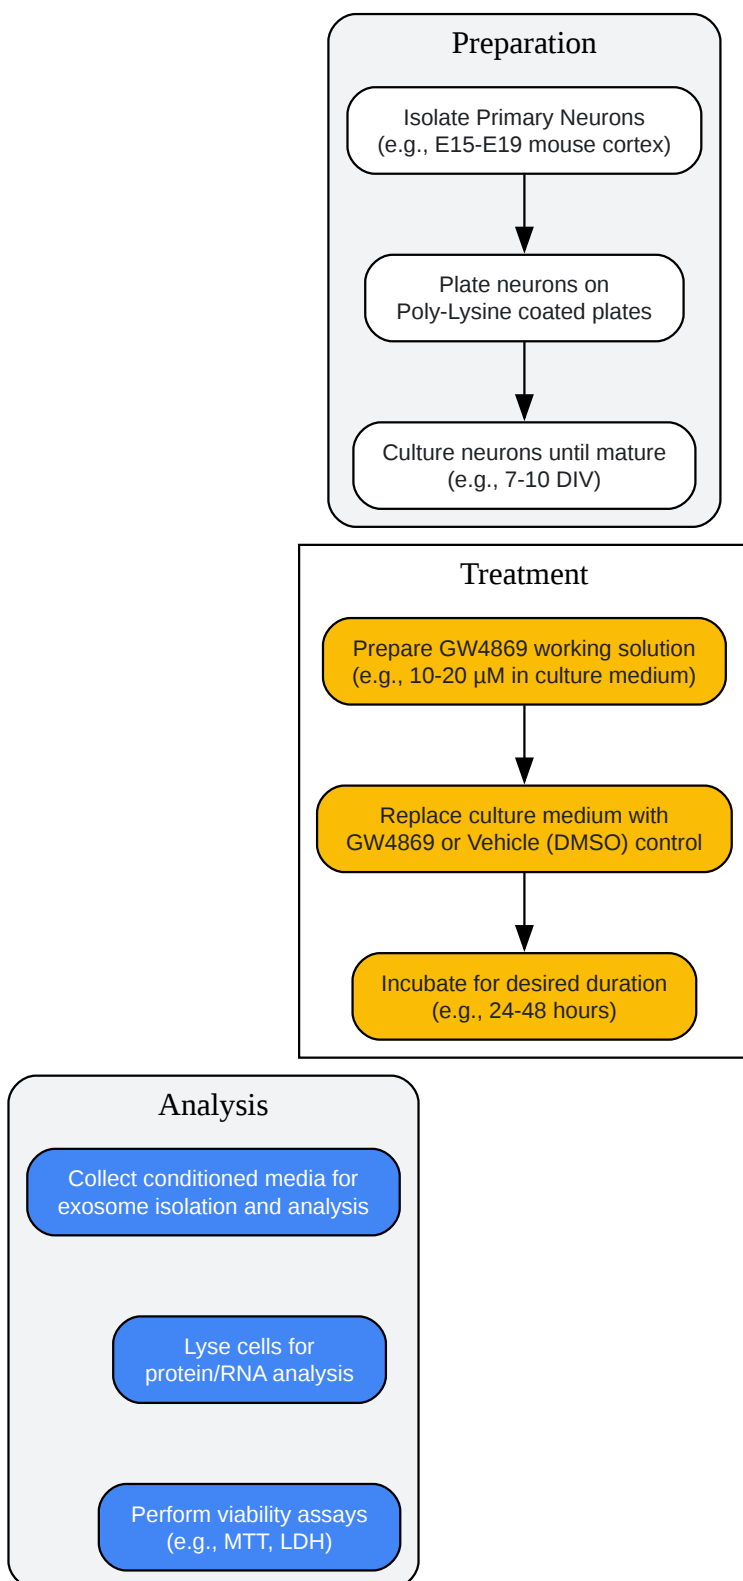 Preparation
Isolate Primary Neurons
(e.g., E15-E19 mouse cortex)
Plate neurons on
Poly-Lysine coated plates
Culture neurons until mature
(e.g., 7-10 DIV)
Treatment
Prepare GW4869 working solution
(e.g., 10-20 µM in culture medium)
Replace culture medium with
GW4869 or Vehicle (DMSO) control
Incubate for desired duration
(e.g., 24-48 hours)
Analysis
Collect conditioned media for
exosome isolation and analysis
Lyse cells for
protein/RNA analysis
Perform viability assays
(e.g., MTT, LDH)